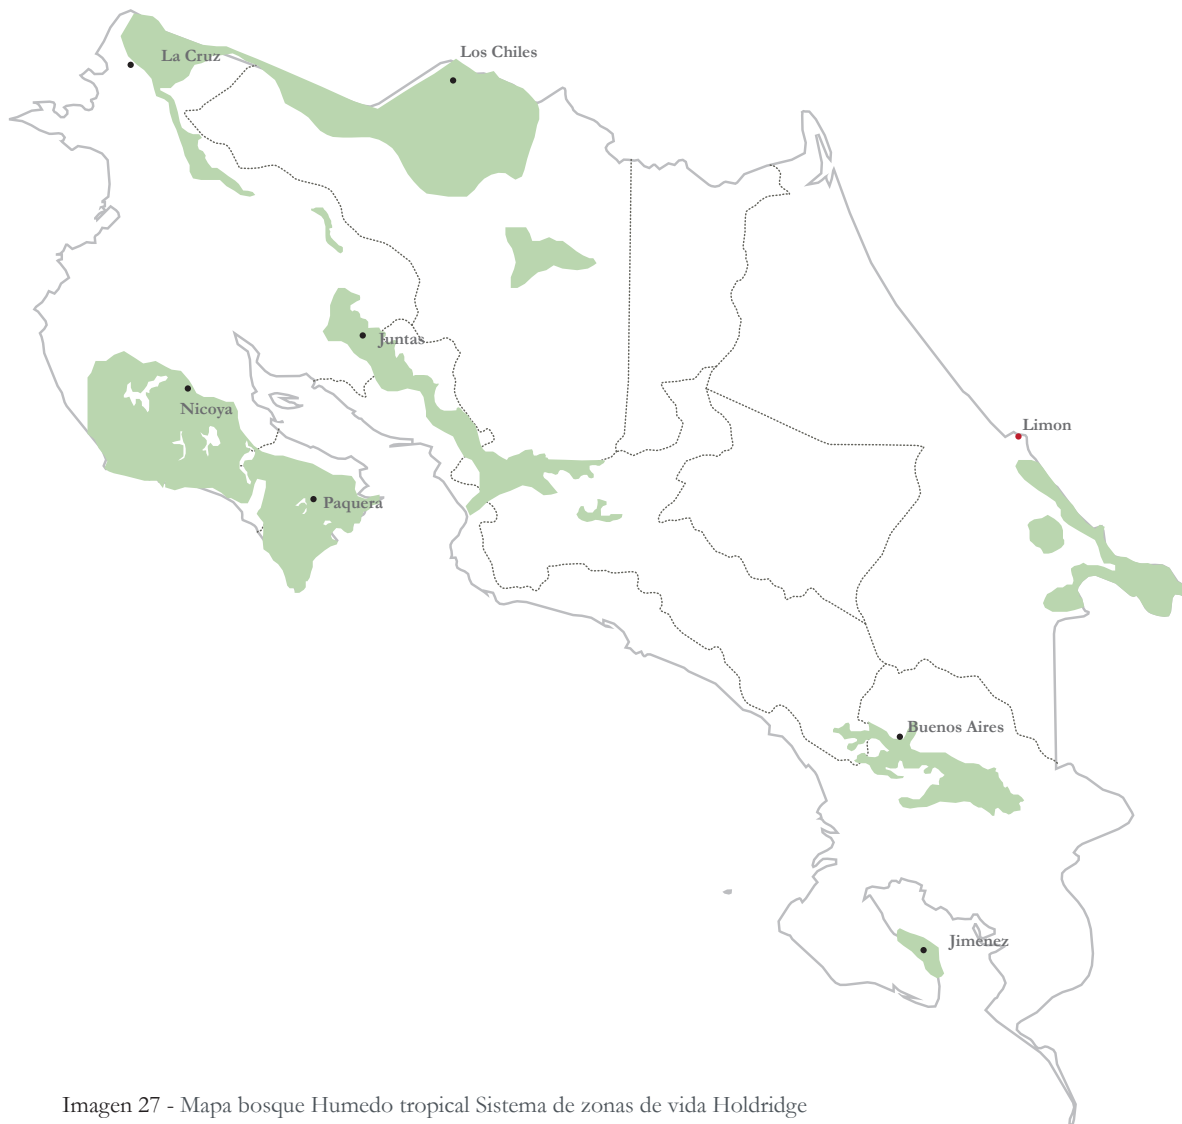 La Cruz
Los Chiles
Juntas
Nicoya
Limon
Paquera
Buenos Aires
Jimenez
Imagen 27 - Mapa bosque Humedo tropical Sistema de zonas de vida Holdridge